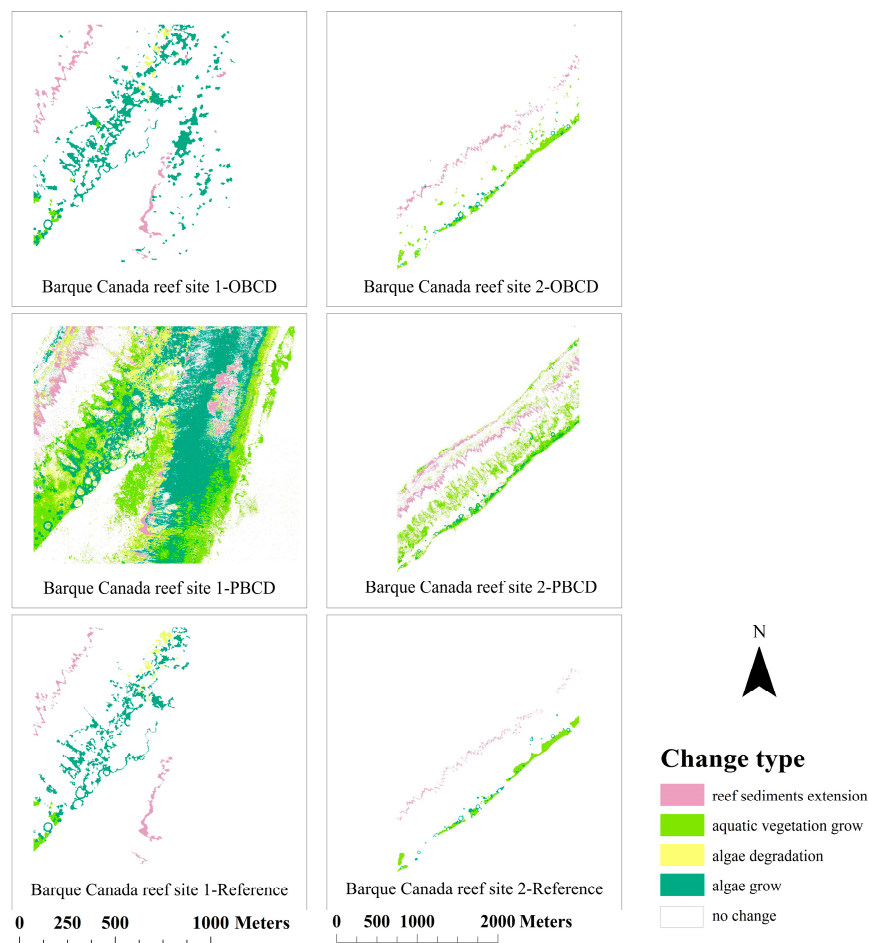 Barque Canada reef site 1-OBCD
Barque Canada reef site 2-OBCD
Barque Canada reef site 1-PBCD
Barque Canada reef site 2-PBCD
Barque Canada reef site 1-Reference
Barque Canada reef site 2-Reference
0 250 500 1000 Meters
0 500 1000 2000 Meters
N
Change type
reef sediments extension
aquatic vegetation grow
algae degradation
algae grow
no change